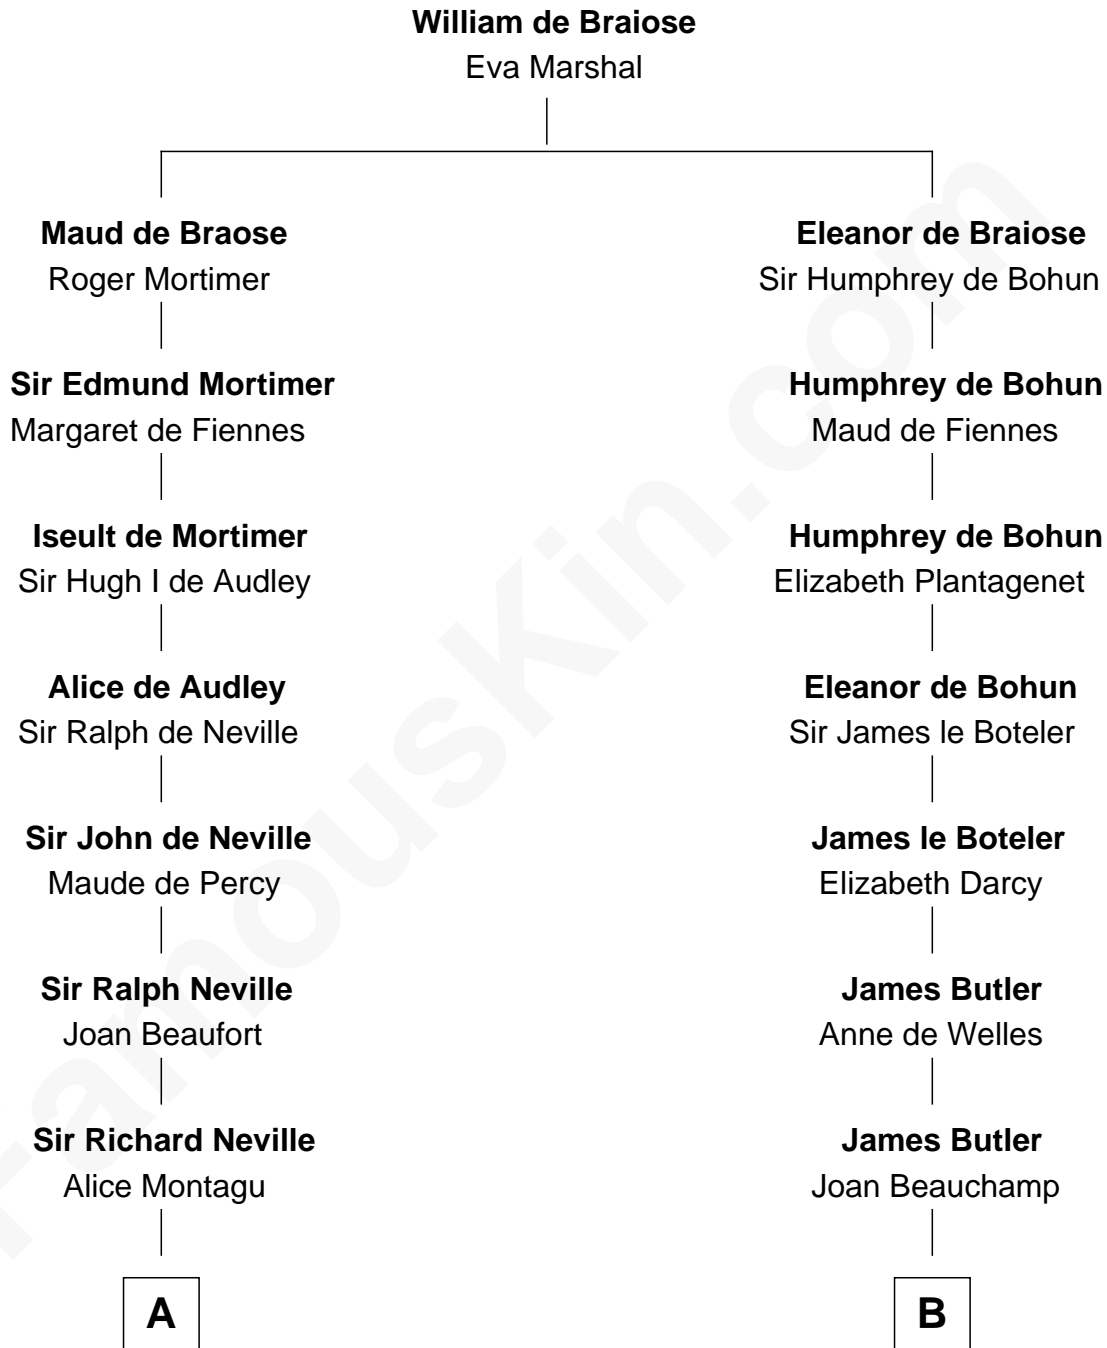 William de Braiose
Eva Marshal
Maud de Braose
Roger Mortimer
Eleanor de Braiose
Sir Humphrey de Bohun
Sir Edmund Mortimer
Margaret de Fiennes
Humphrey de Bohun
Maud de Fiennes
Iseult de Mortimer
Sir Hugh I de Audley
Humphrey de Bohun
Elizabeth Plantagenet
Alice de Audley
Sir Ralph de Neville
Eleanor de Bohun
Sir James le Boteler
Sir John de Neville
Maude de Percy
James le Boteler
Elizabeth Darcy
Sir Ralph Neville
Joan Beaufort
James Butler
Anne de Welles
Sir Richard Neville
Alice Montagu
James Butler
Joan Beauchamp
A
B
FamousKin.com